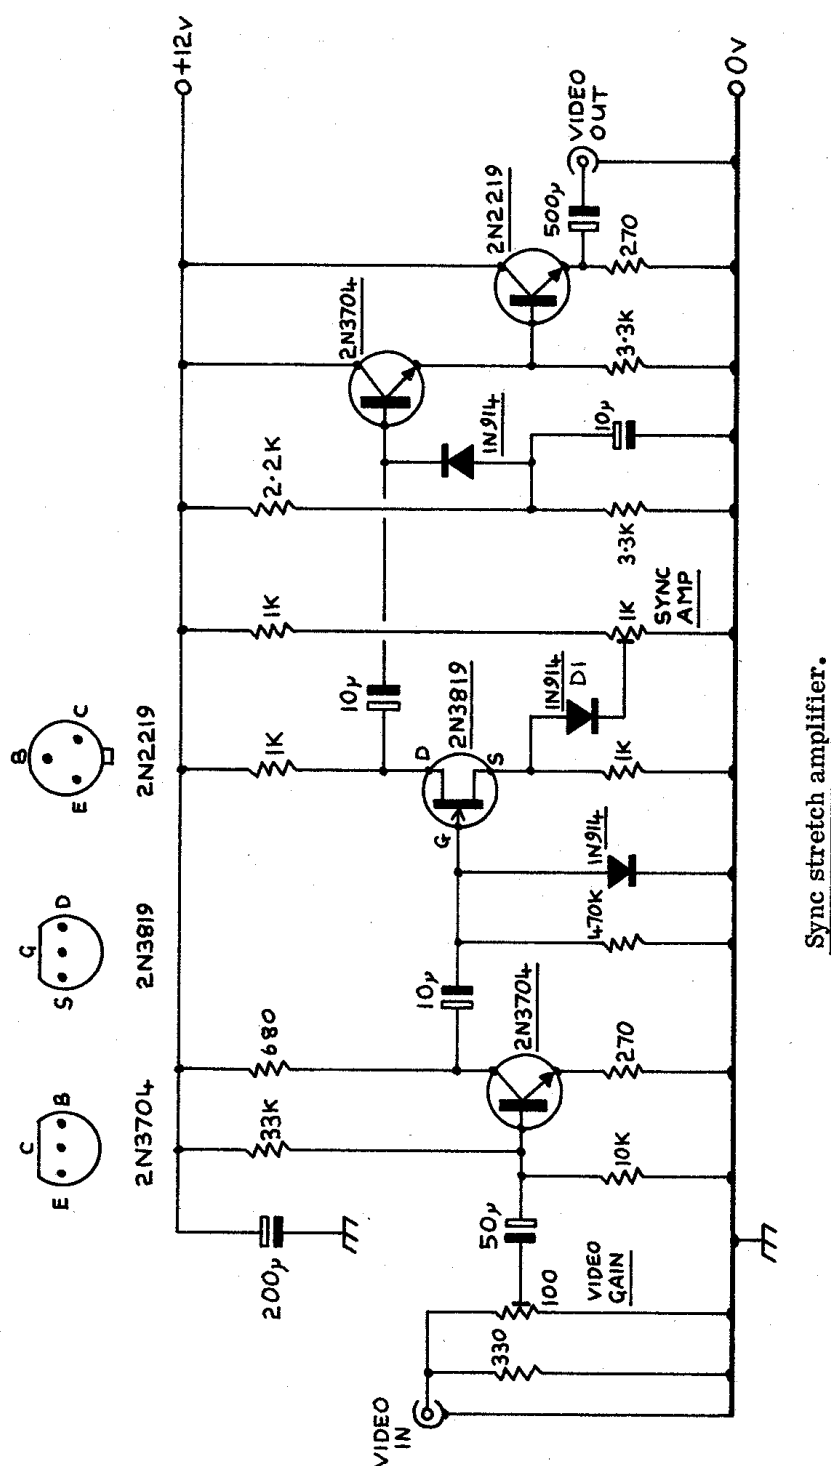 C
E
B
2N3704
G
S
D
2N3819
B
E
C
2N2219
+12v
200µ
33K
680
1K
1K
2.2K
2N3704
VIDEO
IN
330
100
VIDEO
GAIN
50µ
10K
2N3704
270
10µ
470K
1N914
G
D
S
2N3819
10µ
1K
1N914
D1
1K
SYNC
AMP
3.3K
1N914
10µ
3.3K
2N2219
500µ
270
VIDEO
OUT
0v
Sync stretch amplifier.